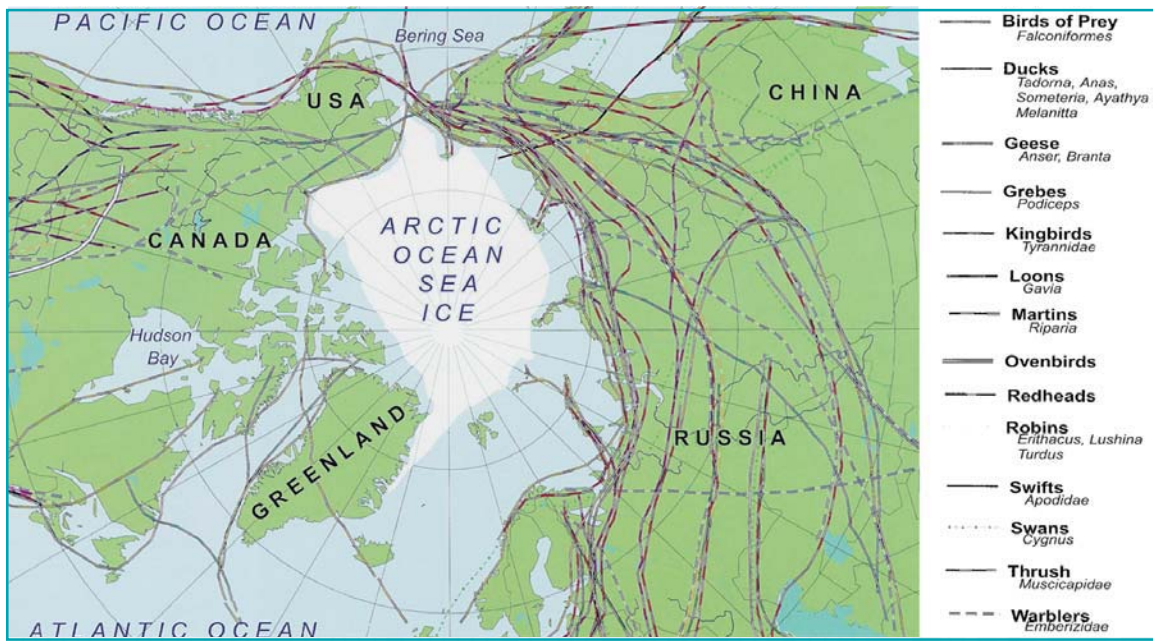 PACIFIC OCEAN
Bering Sea
USA
CHINA
CANADA
ARCTIC
OCEAN
SEA
ICE
Hudson
Bay
GREENLAND
RUSSIA
ATLANTIC OCEAN
Birds of Prey
Falconiformes
Ducks
Tadorna, Anas,
Someteria, Ayathya
Melanitta
Geese
Anser, Branta
Grebes
Podiceps
Kingbirds
Tyrannidae
Loons
Gavia
Martins
Riparia
Ovenbirds
Redheads
Robins
Erithacus, Lushina
Turdus
Swifts
Apodidae
Swans
Cygnus
Thrush
Muscicapidae
Warblers
Emberizidae